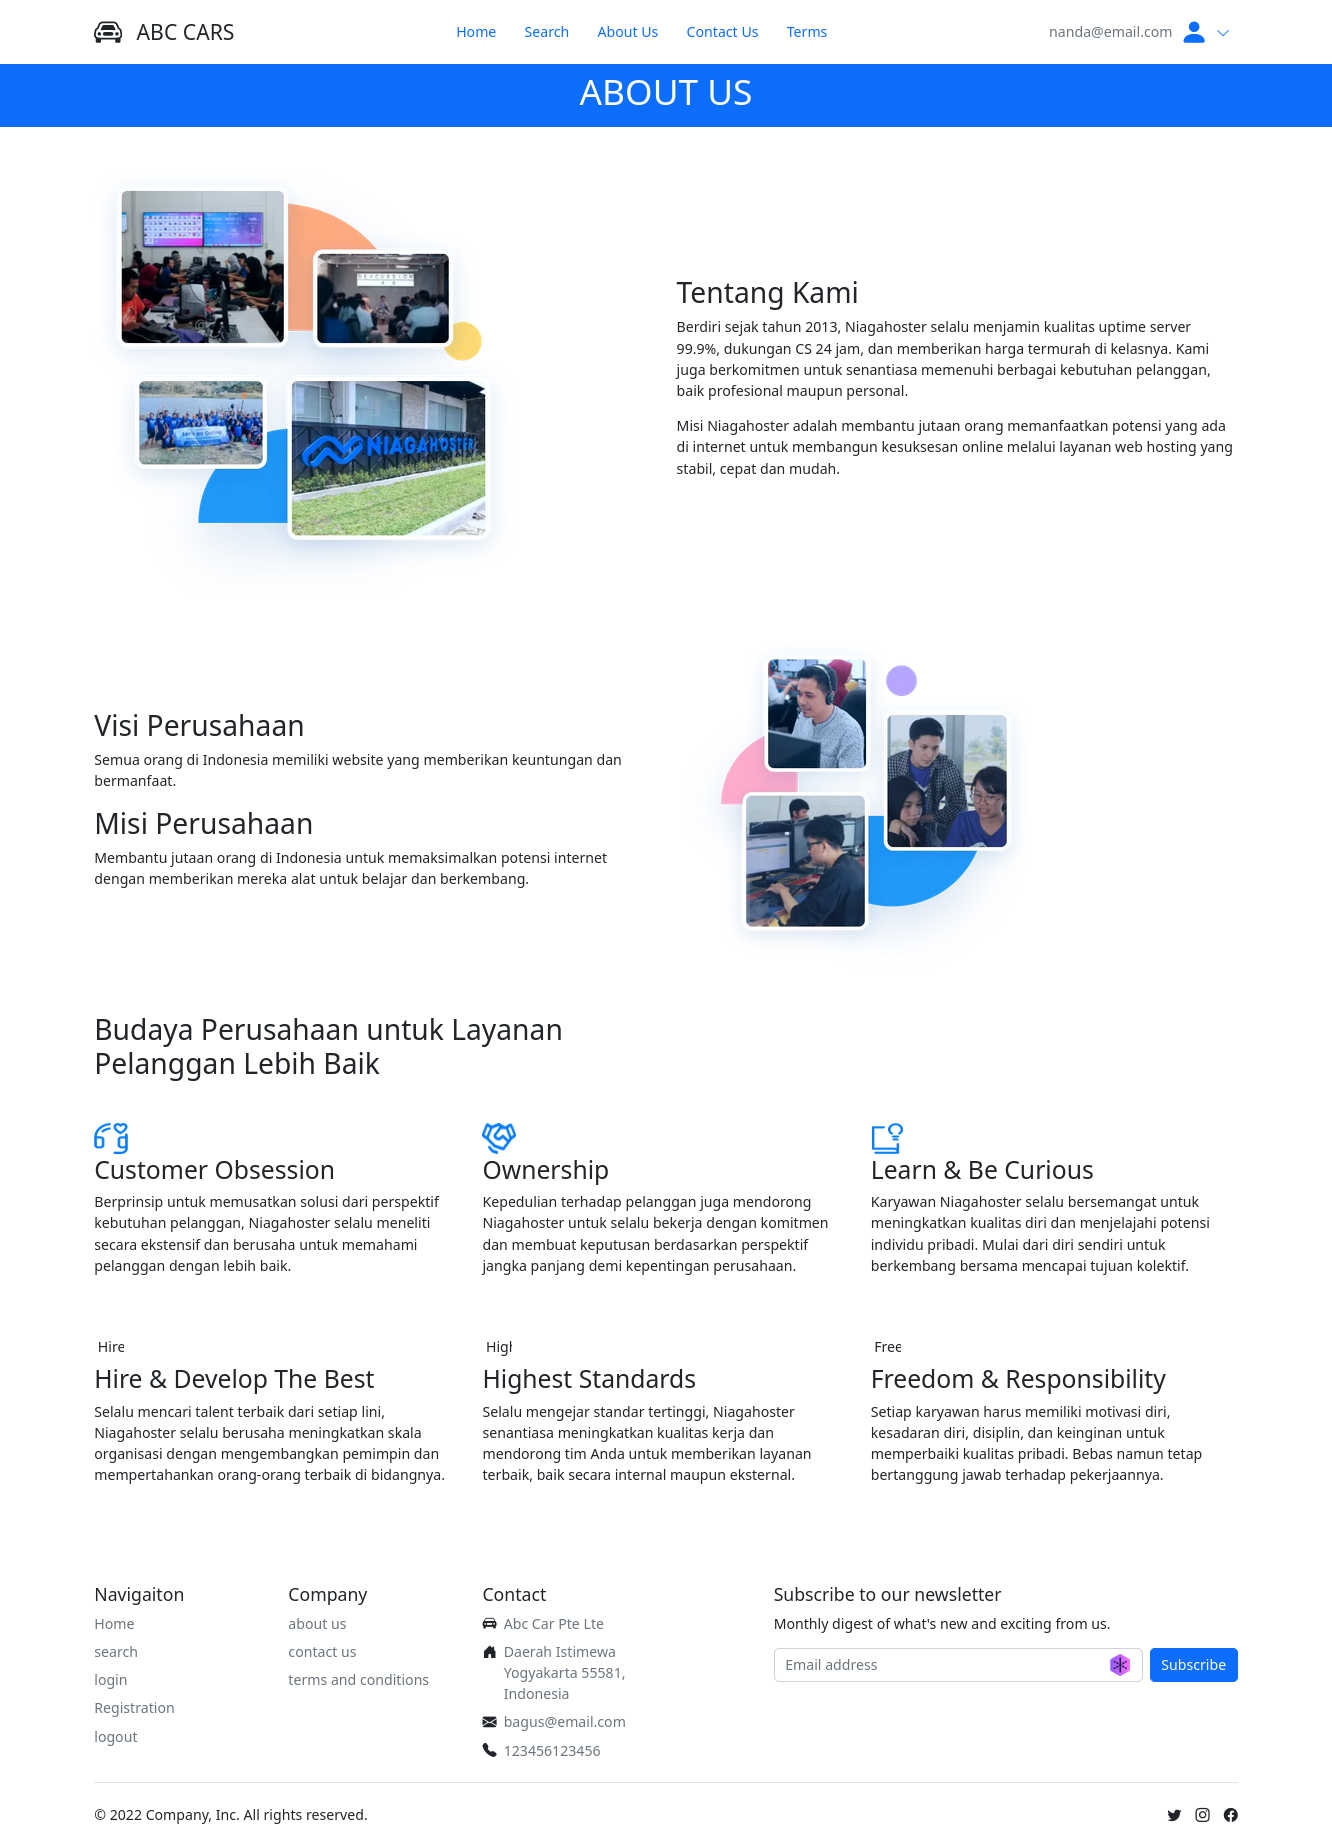 ABC CARS
Home
Search
About Us
Contact Us
Terms
nanda@email.com
ABOUT US
NIAGAHOSTER
Tentang Kami
Berdiri sejak tahun 2013, Niagahoster selalu menjamin kualitas uptime server
99.9%, dukungan CS 24 jam, dan memberikan harga termurah di kelasnya. Kami
juga berkomitmen untuk senantiasa memenuhi berbagai kebutuhan pelanggan,
baik profesional maupun personal.
Misi Niagahoster adalah membantu jutaan orang memanfaatkan potensi yang ada
di internet untuk membangun kesuksesan online melalui layanan web hosting yang
stabil, cepat dan mudah.
Visi Perusahaan
Semua orang di Indonesia memiliki website yang memberikan keuntungan dan
bermanfaat.
Misi Perusahaan
Membantu jutaan orang di Indonesia untuk memaksimalkan potensi internet
dengan memberikan mereka alat untuk belajar dan berkembang.
Budaya Perusahaan untuk Layanan
Pelanggan Lebih Baik
Customer Obsession
Berprinsip untuk memusatkan solusi dari perspektif
kebutuhan pelanggan, Niagahoster selalu meneliti
secara ekstensif dan berusaha untuk memahami
pelanggan dengan lebih baik.
Ownership
Kepedulian terhadap pelanggan juga mendorong
Niagahoster untuk selalu bekerja dengan komitmen
dan membuat keputusan berdasarkan perspektif
jangka panjang demi kepentingan perusahaan.
Learn & Be Curious
Karyawan Niagahoster selalu bersemangat untuk
meningkatkan kualitas diri dan menjelajahi potensi
individu pribadi. Mulai dari diri sendiri untuk
berkembang bersama mencapai tujuan kolektif.
Hire
Hire & Develop The Best
Selalu mencari talent terbaik dari setiap lini,
Niagahoster selalu berusaha meningkatkan skala
organisasi dengan mengembangkan pemimpin dan
mempertahankan orang-orang terbaik di bidangnya.
High
Highest Standards
Selalu mengejar standar tertinggi, Niagahoster
senantiasa meningkatkan kualitas kerja dan
mendorong tim Anda untuk memberikan layanan
terbaik, baik secara internal maupun eksternal.
Free
Freedom & Responsibility
Setiap karyawan harus memiliki motivasi diri,
kesadaran diri, disiplin, dan keinginan untuk
memperbaiki kualitas pribadi. Bebas namun tetap
bertanggung jawab terhadap pekerjaannya.
Navigaiton
Home
search
login
Registration
logout
Company
about us
contact us
terms and conditions
Contact
Abc Car Pte Lte
Daerah Istimewa
Yogyakarta 55581,
Indonesia
bagus@email.com
123456123456
Subscribe to our newsletter
Monthly digest of what's new and exciting from us.
Email address
Subscribe
© 2022 Company, Inc. All rights reserved.